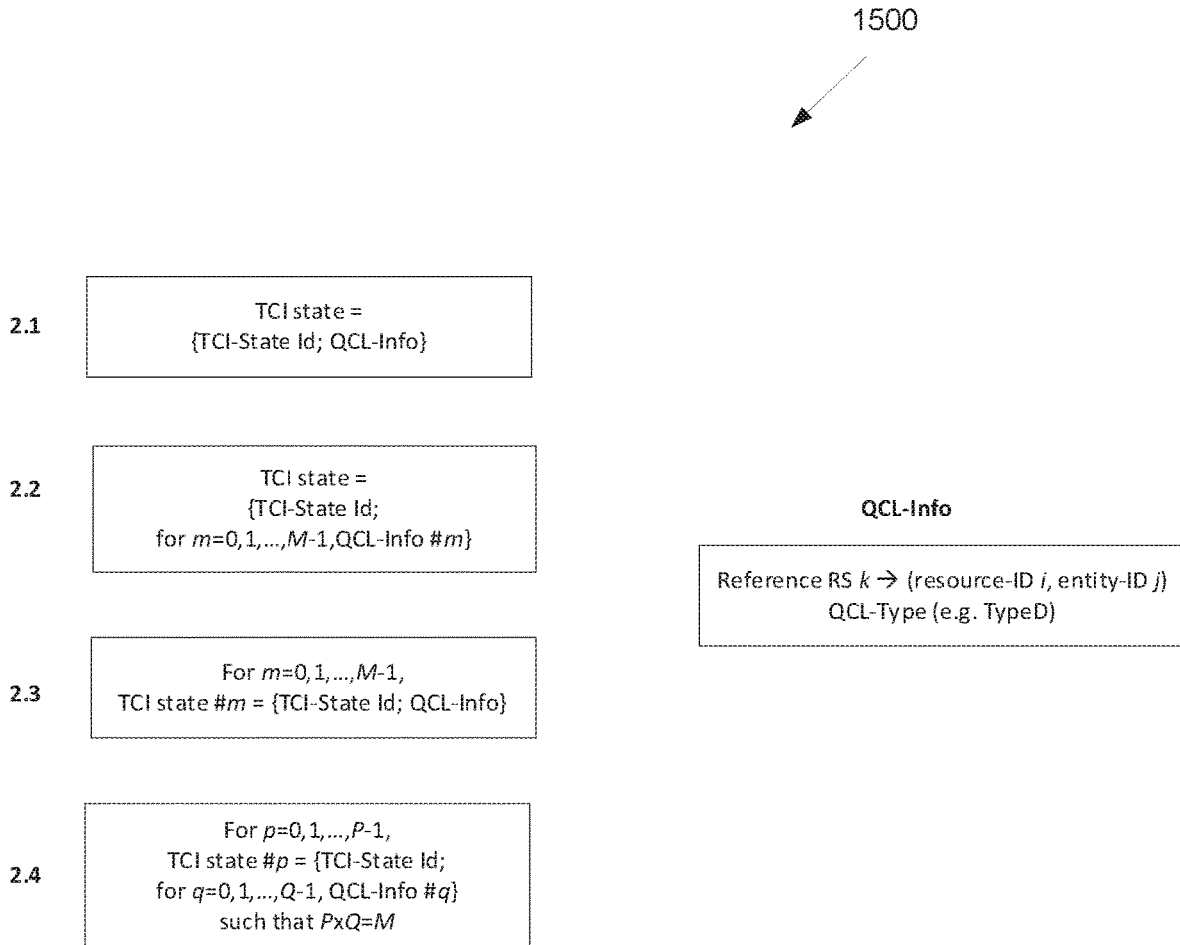 1500
2.1
TCI state =
{TCI-State Id; QCL-Info}
2.2
TCI state =
{TCI-State Id;
for m=0,1,...,M-1,QCL-Info #m}
QCL-Info
Reference RS k → (resource-ID i, entity-ID j)
QCL-Type (e.g. TypeD)
2.3
For m=0,1,...,M-1,
TCI state #m = {TCI-State Id; QCL-Info}
2.4
For p=0,1,...,P-1,
TCI state #p = {TCI-State Id;
for q=0,1,...,Q-1, QCL-Info #q}
such that PxQ=M